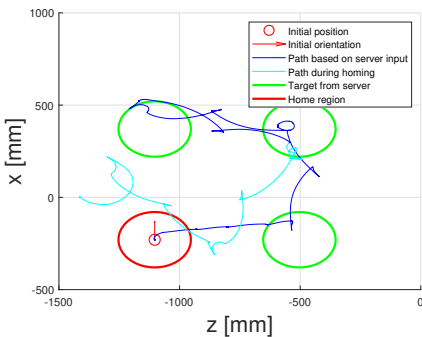 1000
500
0
-500
x [mm]
Initial position
Initial orientation
Path based on server input
Path during homing
Target from server
Home region
-1500
-1000
-500
0
z [mm]